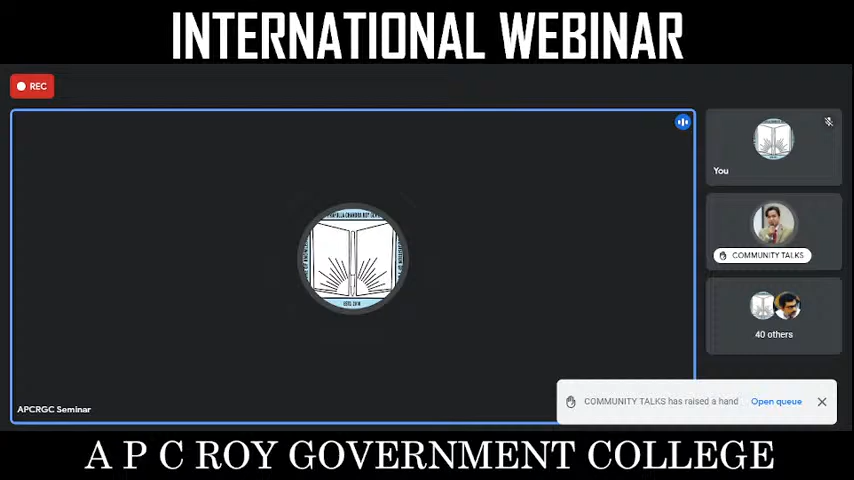 INTERNATIONAL WEBINAR
REC
You
COMMUNITY TALKS
40 others
COMMUNITY TALKS has raised a hand
Open queue
APCRGC Seminar
A P C ROY GOVERNMENT COLLEGE